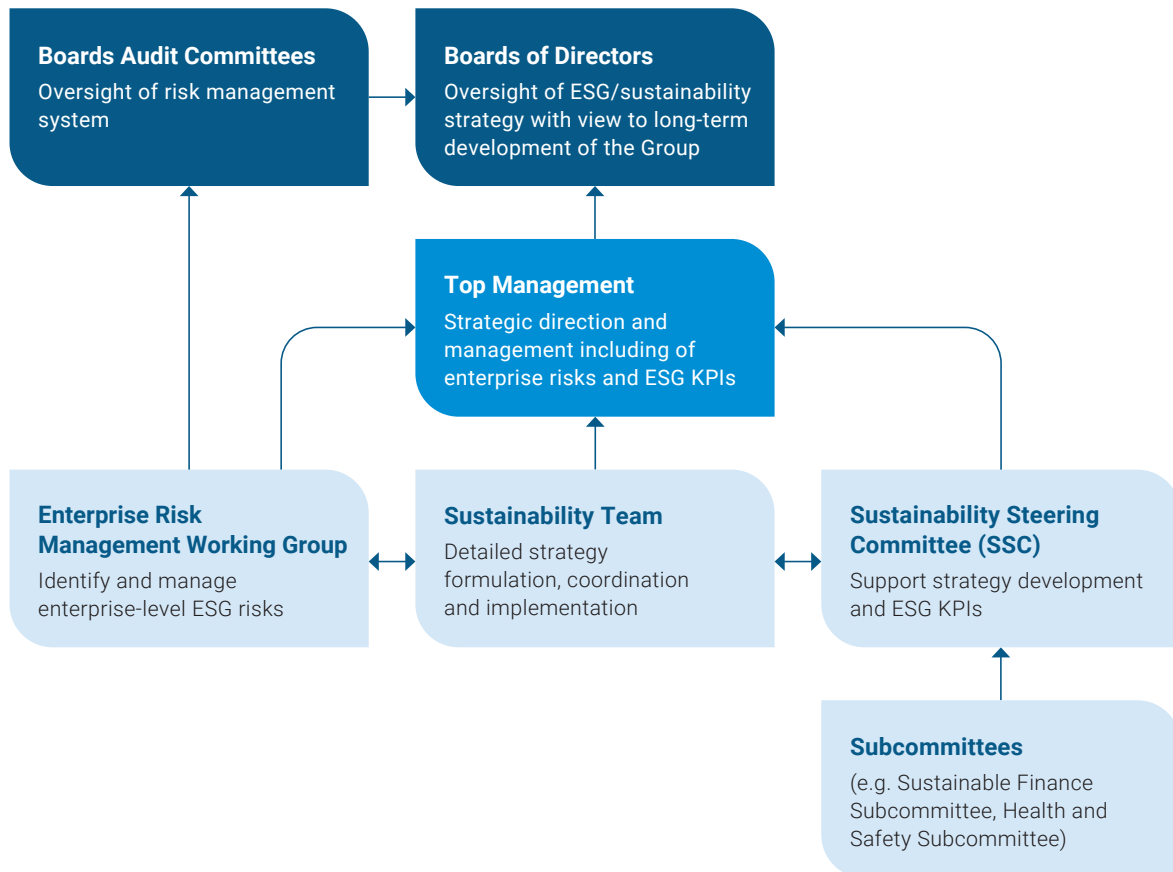 Boards Audit Committees
Oversight of risk management
system
Boards of Directors
Oversight of ESG/sustainability
strategy with view to long-term
development of the Group
Top Management
Strategic direction and
management including of
enterprise risks and ESG KPIs
Enterprise Risk
Management Working Group
Identify and manage
enterprise-level ESG risks
Sustainability Team
Detailed strategy
formulation, coordination
and implementation
Sustainability Steering
Committee (SSC)
Support strategy development
and ESG KPIs
Subcommittees
(e.g. Sustainable Finance
Subcommittee, Health and
Safety Subcommittee)